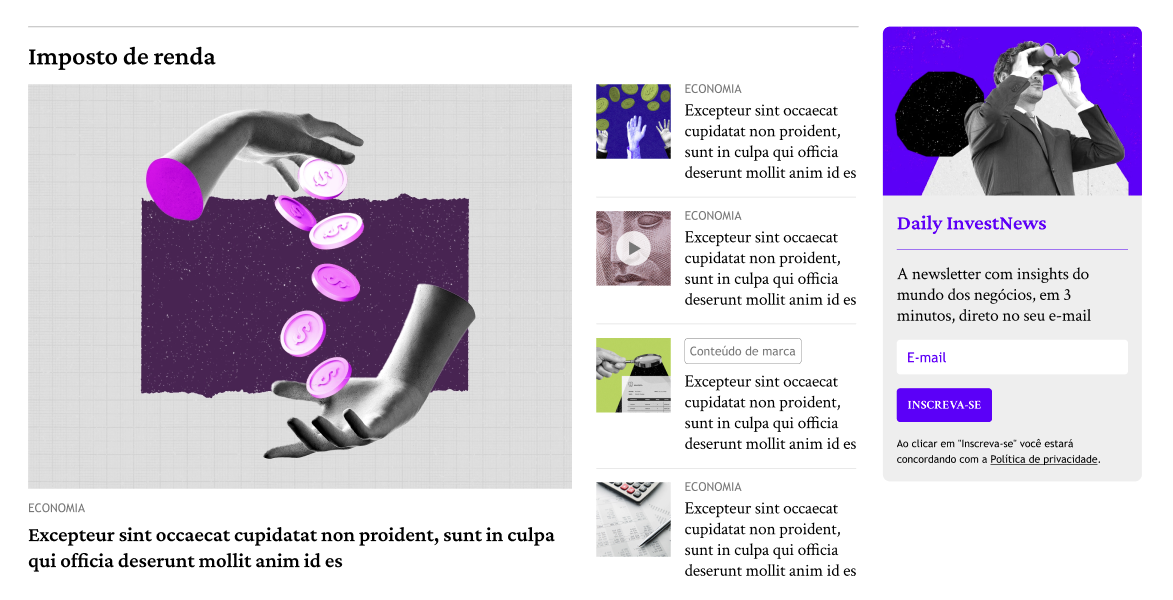 Imposto de renda
ECONOMIA
Excepteur sint occaecat cupidatat non proident, sunt in culpa
qui officia deserunt mollit anim id es
ECONOMIA
Excepteur sint occaecat
cupidatat non proident,
sunt in culpa qui officia
deserunt mollit anim id es
ECONOMIA
Excepteur sint occaecat
cupidatat non proident,
sunt in culpa qui officia
deserunt mollit anim id es
Conteúdo de marca
Excepteur sint occaecat
cupidatat non proident,
sunt in culpa qui officia
deserunt mollit anim id es
ECONOMIA
Excepteur sint occaecat
cupidatat non proident,
sunt in culpa qui officia
deserunt mollit anim id es
Daily InvestNews
A newsletter com insights do
mundo dos negócios, em 3
minutos, direto no seu e-mail
E-mail
INSCREVA-SE
Ao clicar em "Inscreva-se" você estará
concordando com a Política de privacidade.